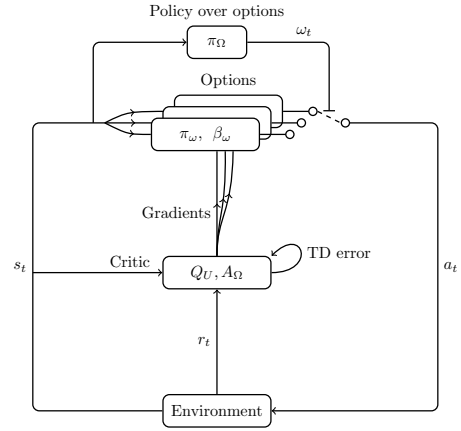 Policy over options
π_Ω
ω_t
Options
π_ω, β_ω
Gradients
Critic
TD error
s_t
Q_U, A_Ω
a_t
r_t
Environment